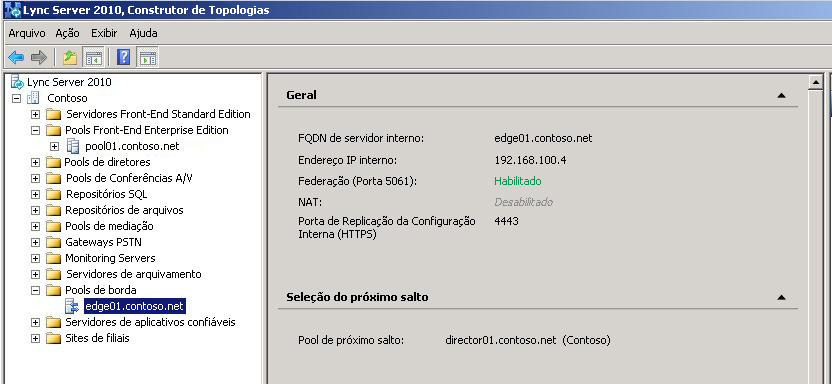 Lync Server 2010, Construtor de Topologias
Arquivo Ação Exibir Ajuda
Lync Server 2010
Contoso
Servidores Front-End Standard Edition
Pools Front-End Enterprise Edition
pool01.contoso.net
Pools de diretores
Pools de Conferências A/V
Repositórios SQL
Repositórios de arquivos
Pools de mediação
Gateways PSTN
Monitoring Servers
Servidores de arquivamento
Pools de borda
edge01.contoso.net
Servidores de aplicativos confiáveis
Sites de filiais
Geral
FQDN de servidor interno: edge01.contoso.net
Endereço IP interno: 192.168.100.4
Federação (Porta 5061): Habilitado
NAT: Desabilitado
Porta de Replicação da Configuração 4443
Interna (HTTPS)
Seleção do próximo salto
Pool de próximo salto: director01.contoso.net (Contoso)